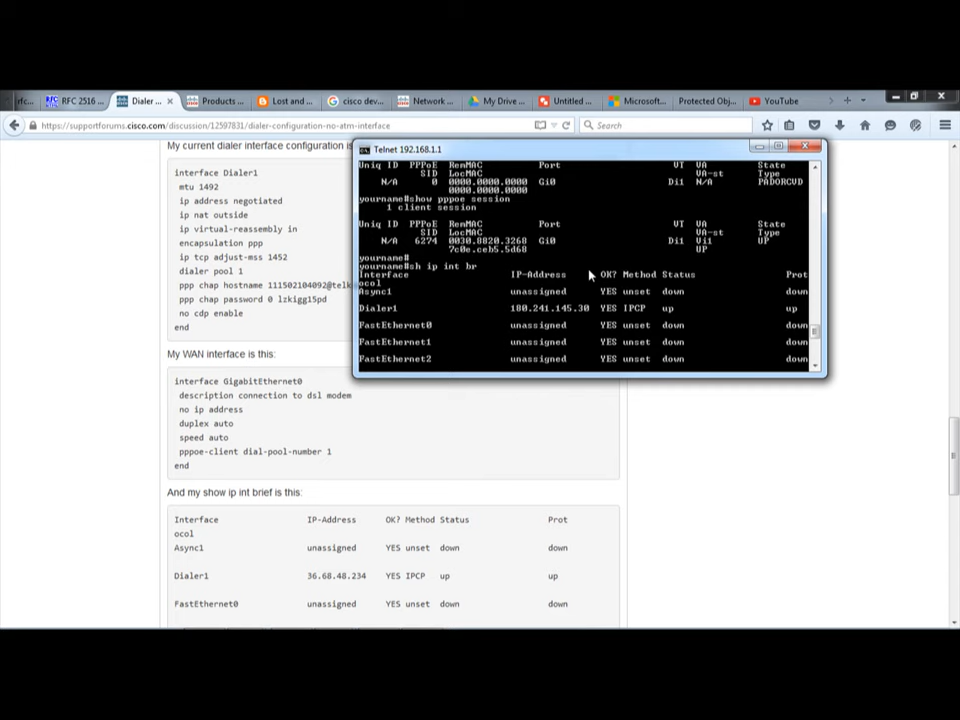 rfc...
RFC 2516 ...
Dialer ...
Products ...
Lost and ...
cisco dev...
Network ...
My Drive ...
Untitled ...
Microsoft...
Protected Obj...
YouTube
https://supportforums.cisco.com/discussion/12597831/dialer-configuration-no-atm-interface
Search
My current dialer interface configuration is
interface Dialer1
mtu 1492
ip address negotiated
ip nat outside
ip virtual-reassembly in
encapsulation ppp
ip tcp adjust-mss 1452
dialer pool 1
ppp chap hostname 111502104092@telk
ppp chap password 0 lzkigg15pd
no cdp enable
end
My WAN interface is this:
interface GigabitEthernet0
description connection to dsl modem
no ip address
duplex auto
speed auto
pppoe-client dial-pool-number 1
end
And my show ip int brief is this:
Interface IP-Address OK? Method Status Prot
ocol
Async1 unassigned YES unset down down
Dialer1 36.68.48.234 YES IPCP up up
FastEthernet0 unassigned YES unset down down
Telnet 192.168.1.1
Uniq ID PPPoE RemMAC Port VT VA State
SID LocMAC VA-st Type
N/A 0 0000.0000.0000 Gi0 Di1 N/A PADORCVD
0000.0000.0000
yourname#show pppoe session
1 client session
Uniq ID PPPoE RemMAC Port VT VA State
SID LocMAC VA-st Type
N/A 6274 0030.8820.3268 Gi0 Di1 Vi1 UP
7c0e.ceb5.5d68 UP
yourname#
yourname#sh ip int br
Interface IP-Address OK? Method Status Prot
ocol
Async1 unassigned YES unset down down
Dialer1 180.241.145.30 YES IPCP up up
FastEthernet0 unassigned YES unset down down
FastEthernet1 unassigned YES unset down down
FastEthernet2 unassigned YES unset down down